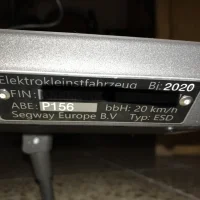 Elektrokleinstfahrzeug Bj: 2020
FIN:
ABE: P156 bbH: 20 km/h
Segway Europe B.V Typ: ESD